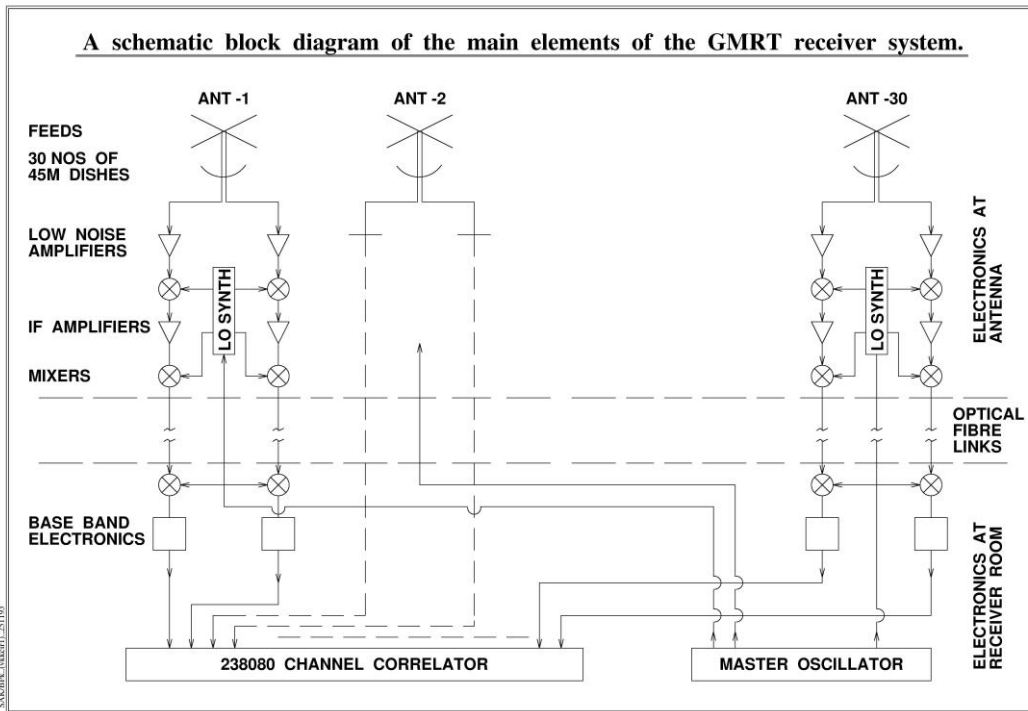 A schematic block diagram of the main elements of the GMRT receiver system.
ANT -1
ANT -2
ANT -30
FEEDS
30 NOS OF
45M DISHES
LOW NOISE
AMPLIFIERS
LO SYNTH
LO SYNTH
IF AMPLIFIERS
MIXERS
ELECTRONICS AT
ANTENNA
OPTICAL
FIBRE
LINKS
BASE BAND
ELECTRONICS
ELECTRONICS AT
RECEIVER ROOM
238080 CHANNEL CORRELATOR
MASTER OSCILLATOR